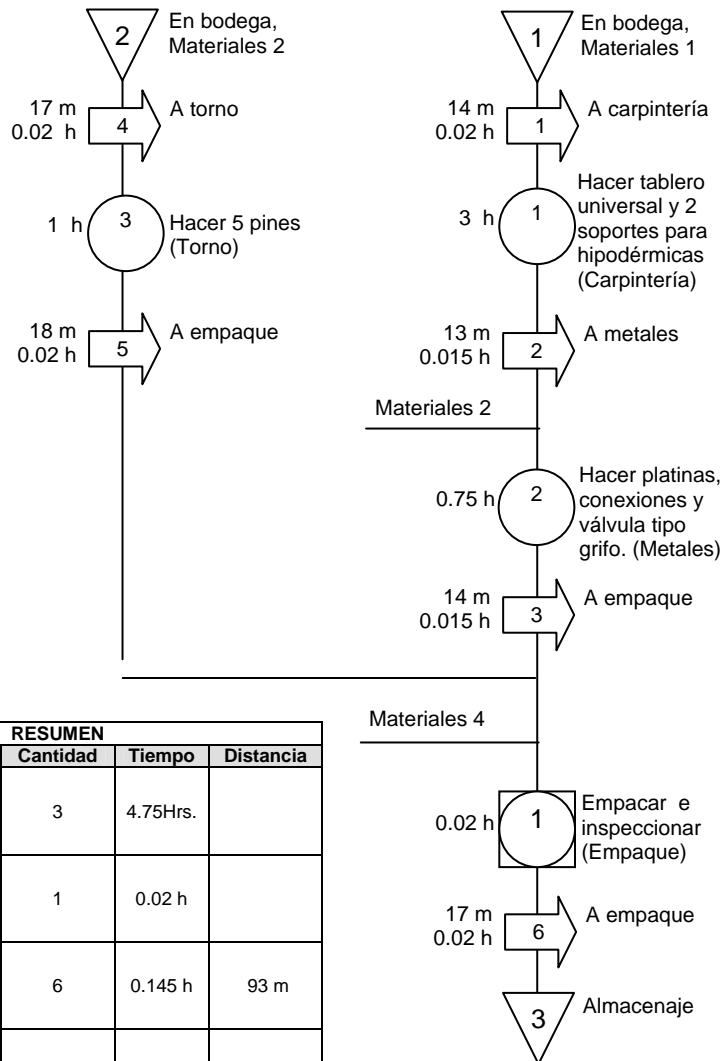 2
En bodega,
Materiales 2
17 m
0.02 h
4
A torno
1 h
3
Hacer 5 pines
(Torno)
18 m
0.02 h
5
A empaque
1
En bodega,
Materiales 1
14 m
0.02 h
1
A carpintería
3 h
1
Hacer tablero
universal y 2
soportes para
hipodérmicas
(Carpintería)
13 m
0.015 h
2
A metales
Materiales 2
0.75 h
2
Hacer platinas,
conexiones y
válvula tipo
grifo. (Metales)
14 m
0.015 h
3
A empaque
Materiales 4
0.02 h
1
Empacar e
inspeccionar
(Empaque)
17 m
0.02 h
6
A empaque
3
Almacenaje
RESUMEN
Cantidad Tiempo Distancia
3 4.75Hrs.
1 0.02 h
6 0.145 h 93 m